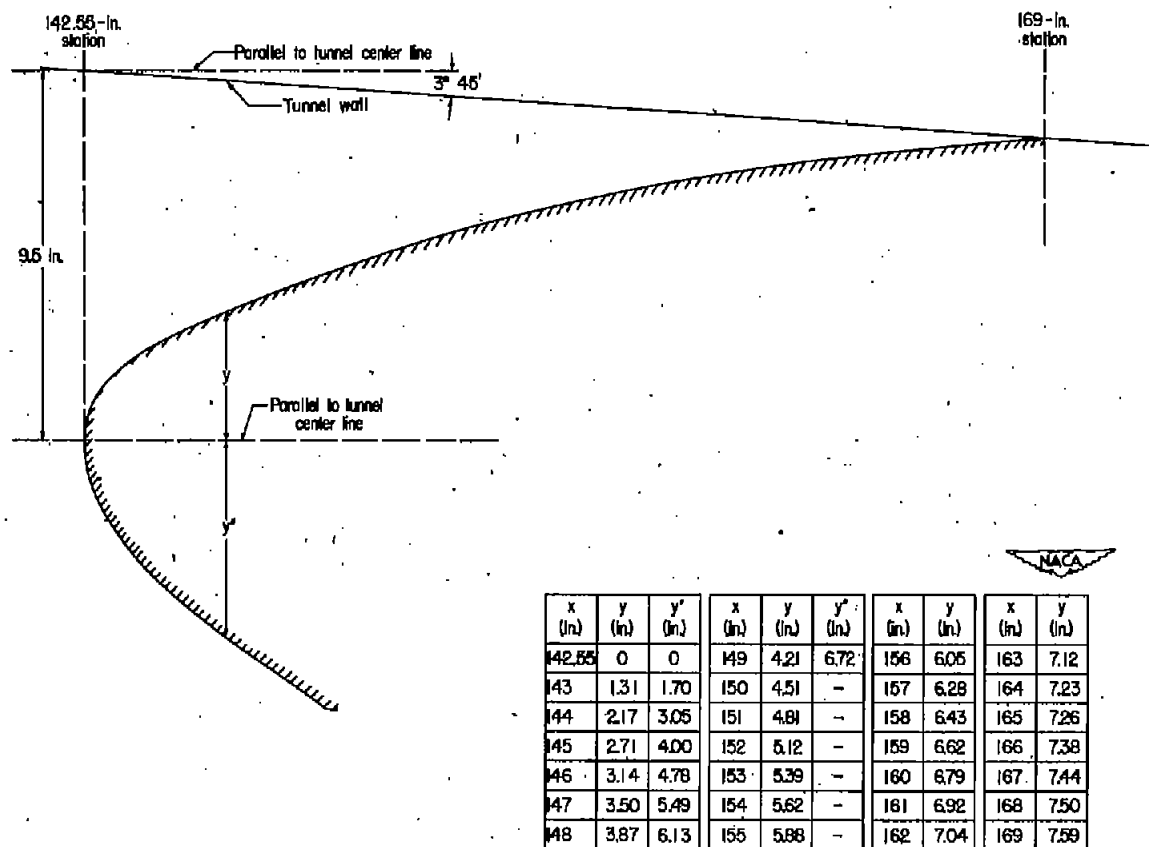 142.55-in.
station
169-in.
station
Parallel to tunnel center line
3° 45'
Tunnel wall
9.5 in.
y
Parallel to tunnel
center line
y'
NACA
x y y' x y y' x y x y
(in.) (in.) (in.) (in.) (in.) (in.) (in.) (in.) (in.) (in.)
142.55 0 0 149 4.21 6.72 156 6.05 163 7.12
143 1.31 1.70 150 4.51 - 157 6.28 164 7.23
144 2.17 3.05 151 4.81 - 158 6.43 165 7.26
145 2.71 4.00 152 5.12 - 159 6.62 166 7.38
146 3.14 4.78 153 5.39 - 160 6.79 167 7.44
147 3.50 5.49 154 5.62 - 161 6.92 168 7.50
148 3.87 6.13 155 5.88 - 162 7.04 169 7.59